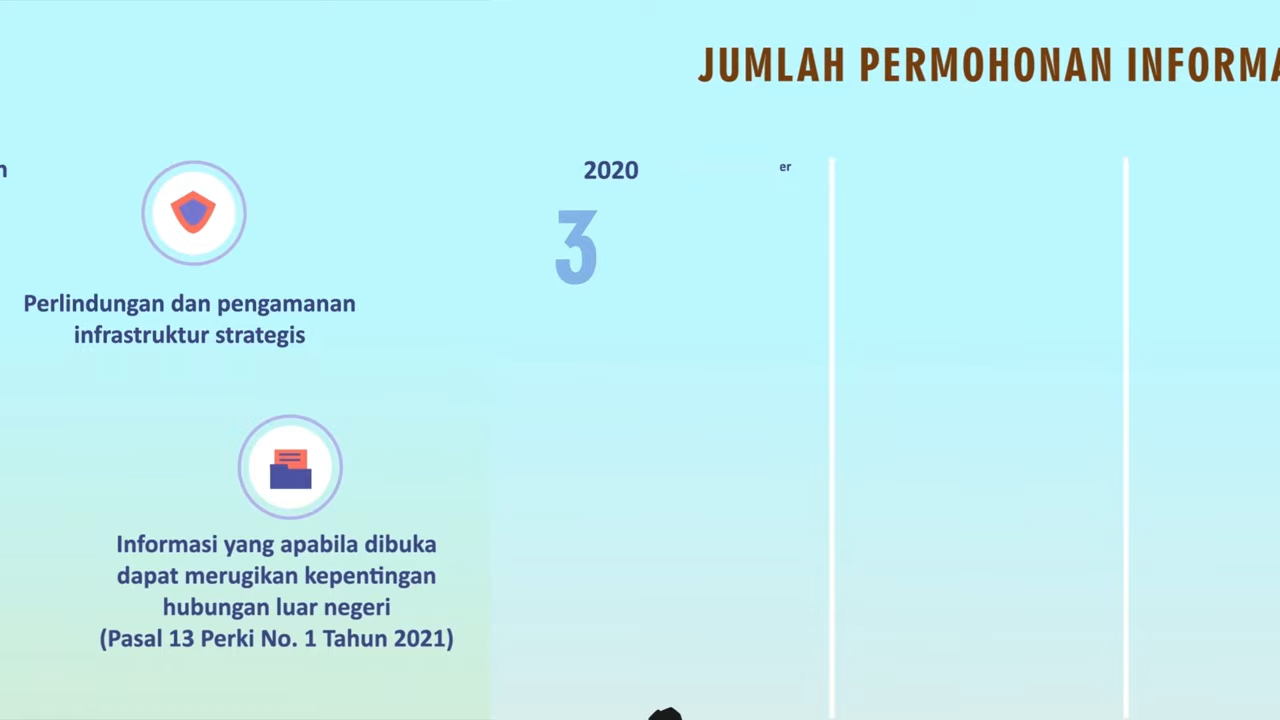 JUMLAH PERMOHONAN INFORMA
Perlindungan dan pengamanan
infrastruktur strategis
Informasi yang apabila dibuka
dapat merugikan kepentingan
hubungan luar negeri
(Pasal 13 Perki No. 1 Tahun 2021)
2020
er
3